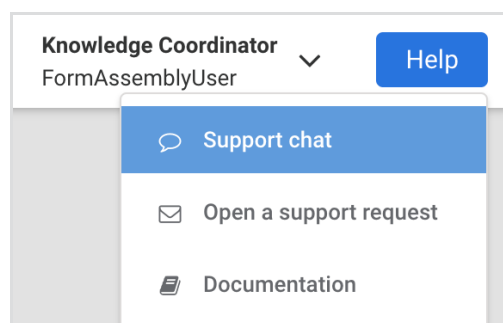 Knowledge Coordinator
FormAssemblyUser
Help
Support chat
Open a support request
Documentation